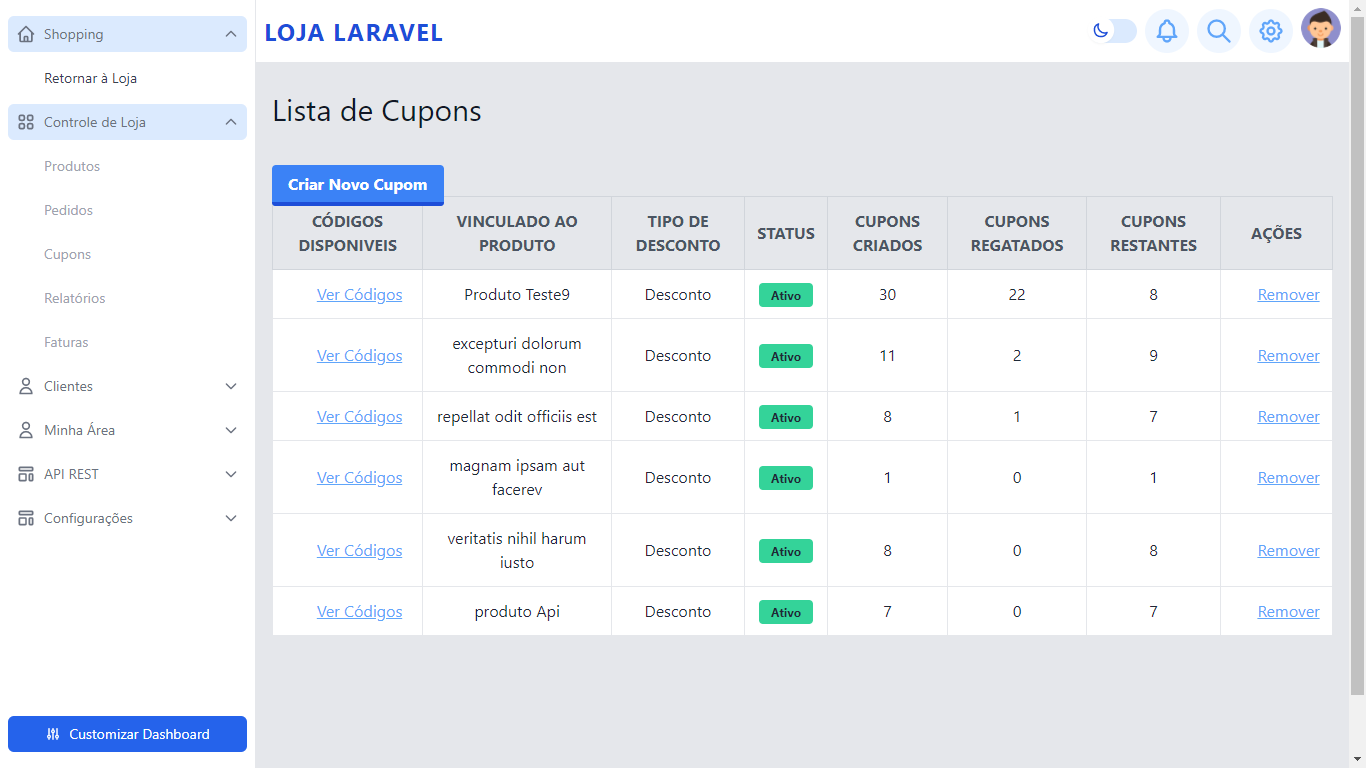 Shopping
Retornar à Loja
Controle de Loja
Produtos
Pedidos
Cupons
Relatórios
Faturas
Clientes
Minha Área
API REST
Configurações
Customizar Dashboard
LOJA LARAVEL
Lista de Cupons
Criar Novo Cupom
CÓDIGOS DISPONIVEIS VINCULADO AO PRODUTO TIPO DE DESCONTO STATUS CUPONS CRIADOS CUPONS REGATADOS CUPONS RESTANTES AÇÕES
Ver Códigos Produto Teste9 Desconto Ativo 30 22 8 Remover
Ver Códigos excepturi dolorum commodi non Desconto Ativo 11 2 9 Remover
Ver Códigos repellat odit officiis est Desconto Ativo 8 1 7 Remover
Ver Códigos magnam ipsam aut facerev Desconto Ativo 1 0 1 Remover
Ver Códigos veritatis nihil harum iusto Desconto Ativo 8 0 8 Remover
Ver Códigos produto Api Desconto Ativo 7 0 7 Remover